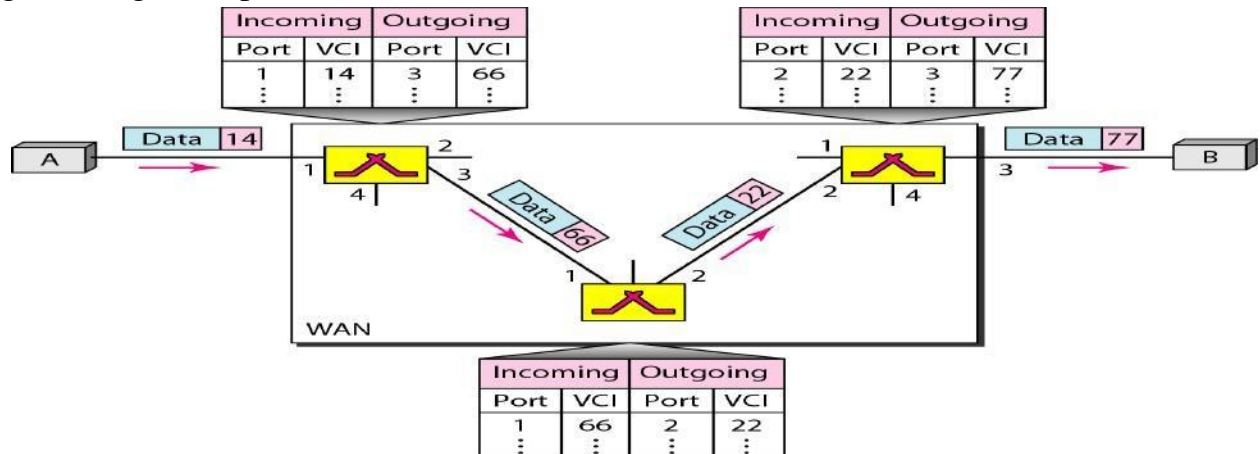 Incoming Outgoing
Port VCI Port VCI
1 14 3 66
Incoming Outgoing
Port VCI Port VCI
2 22 3 77
A
Data 14
1
2
3
4
Data 66
1
2
Data 22
1
2
4
3
Data 77
B
WAN
Incoming Outgoing
Port VCI Port VCI
1 66 2 22